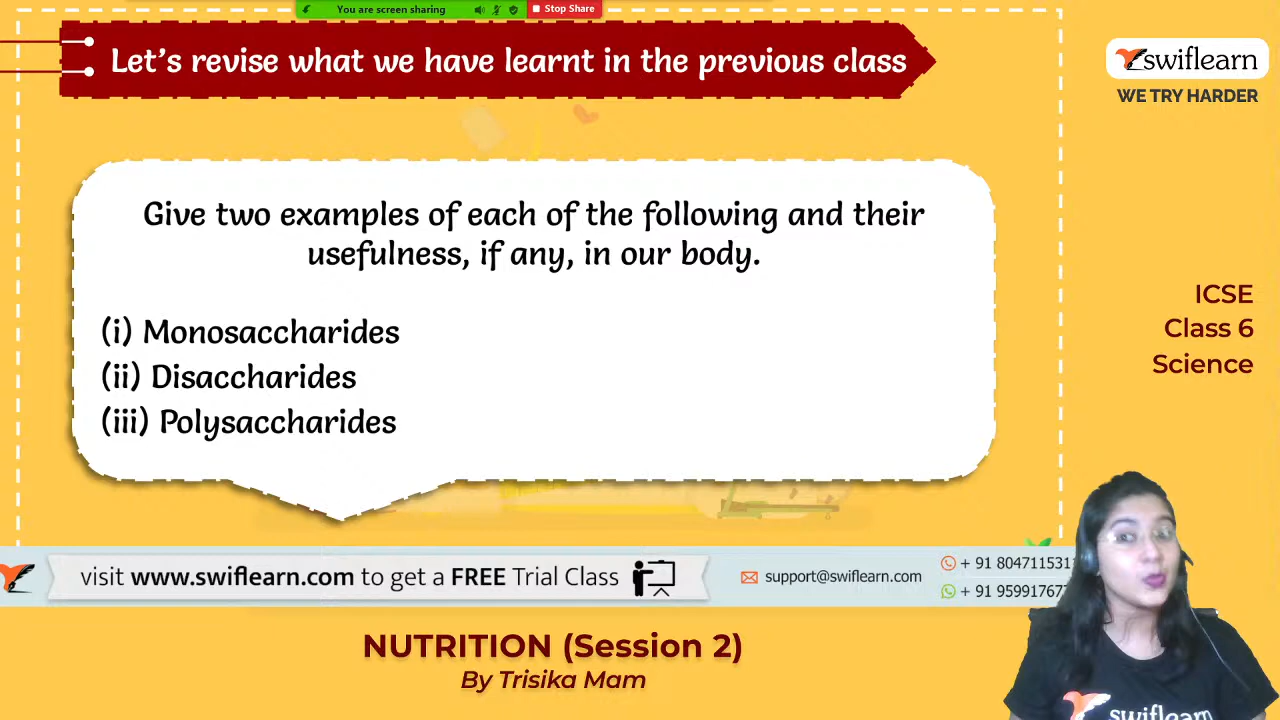 You are screen sharing
Stop Share
Let's revise what we have learnt in the previous class
swiflearn
WE TRY HARDER
Give two examples of each of the following and their
usefulness, if any, in our body.
(i) Monosaccharides
(ii) Disaccharides
(iii) Polysaccharides
ICSE
Class 6
Science
visit www.swiflearn.com to get a FREE Trial Class
support@swiflearn.com
+ 91 804711531
+ 91 9599176
NUTRITION (Session 2)
By Trisika Mam
swiflearn